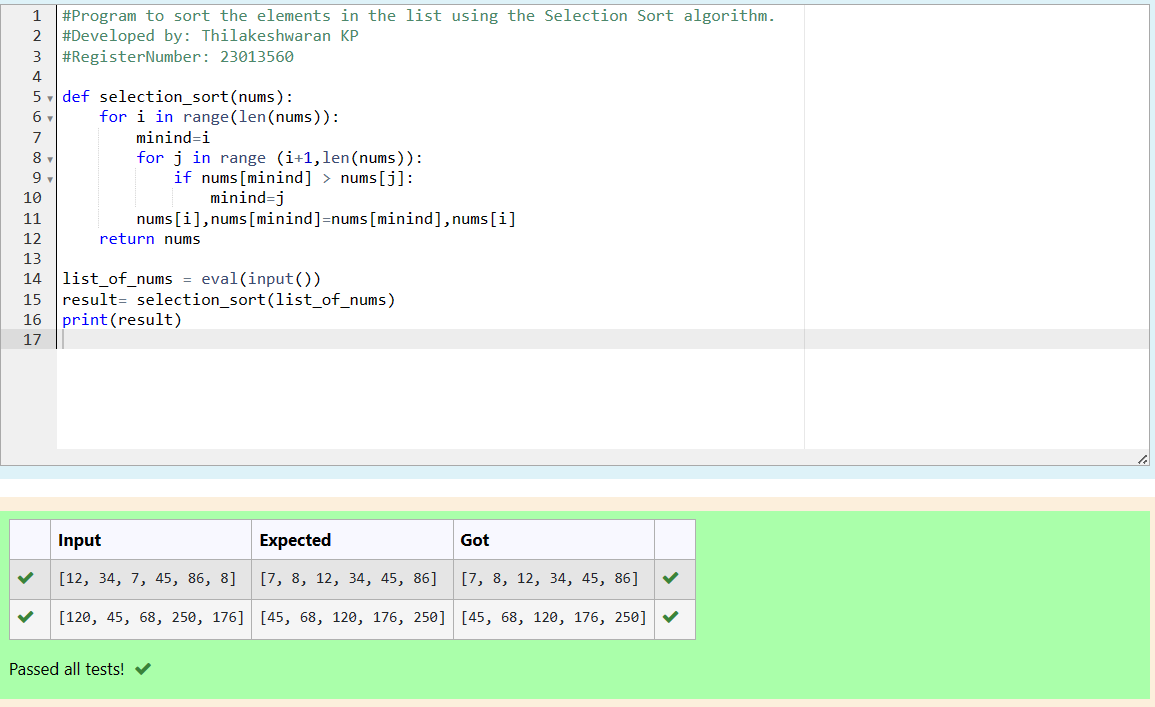 1 #Program to sort the elements in the list using the Selection Sort algorithm.
2 #Developed by: Thilakeshwaran KP
3 #RegisterNumber: 23013560
4
5 def selection_sort(nums):
6     for i in range(len(nums)):
7         minind=i
8         for j in range (i+1,len(nums)):
9             if nums[minind] > nums[j]:
10                 minind=j
11         nums[i],nums[minind]=nums[minind],nums[i]
12     return nums
13
14 list_of_nums = eval(input())
15 result= selection_sort(list_of_nums)
16 print(result)
17
Input Expected Got
[12, 34, 7, 45, 86, 8] [7, 8, 12, 34, 45, 86] [7, 8, 12, 34, 45, 86]
[120, 45, 68, 250, 176] [45, 68, 120, 176, 250] [45, 68, 120, 176, 250]
Passed all tests!